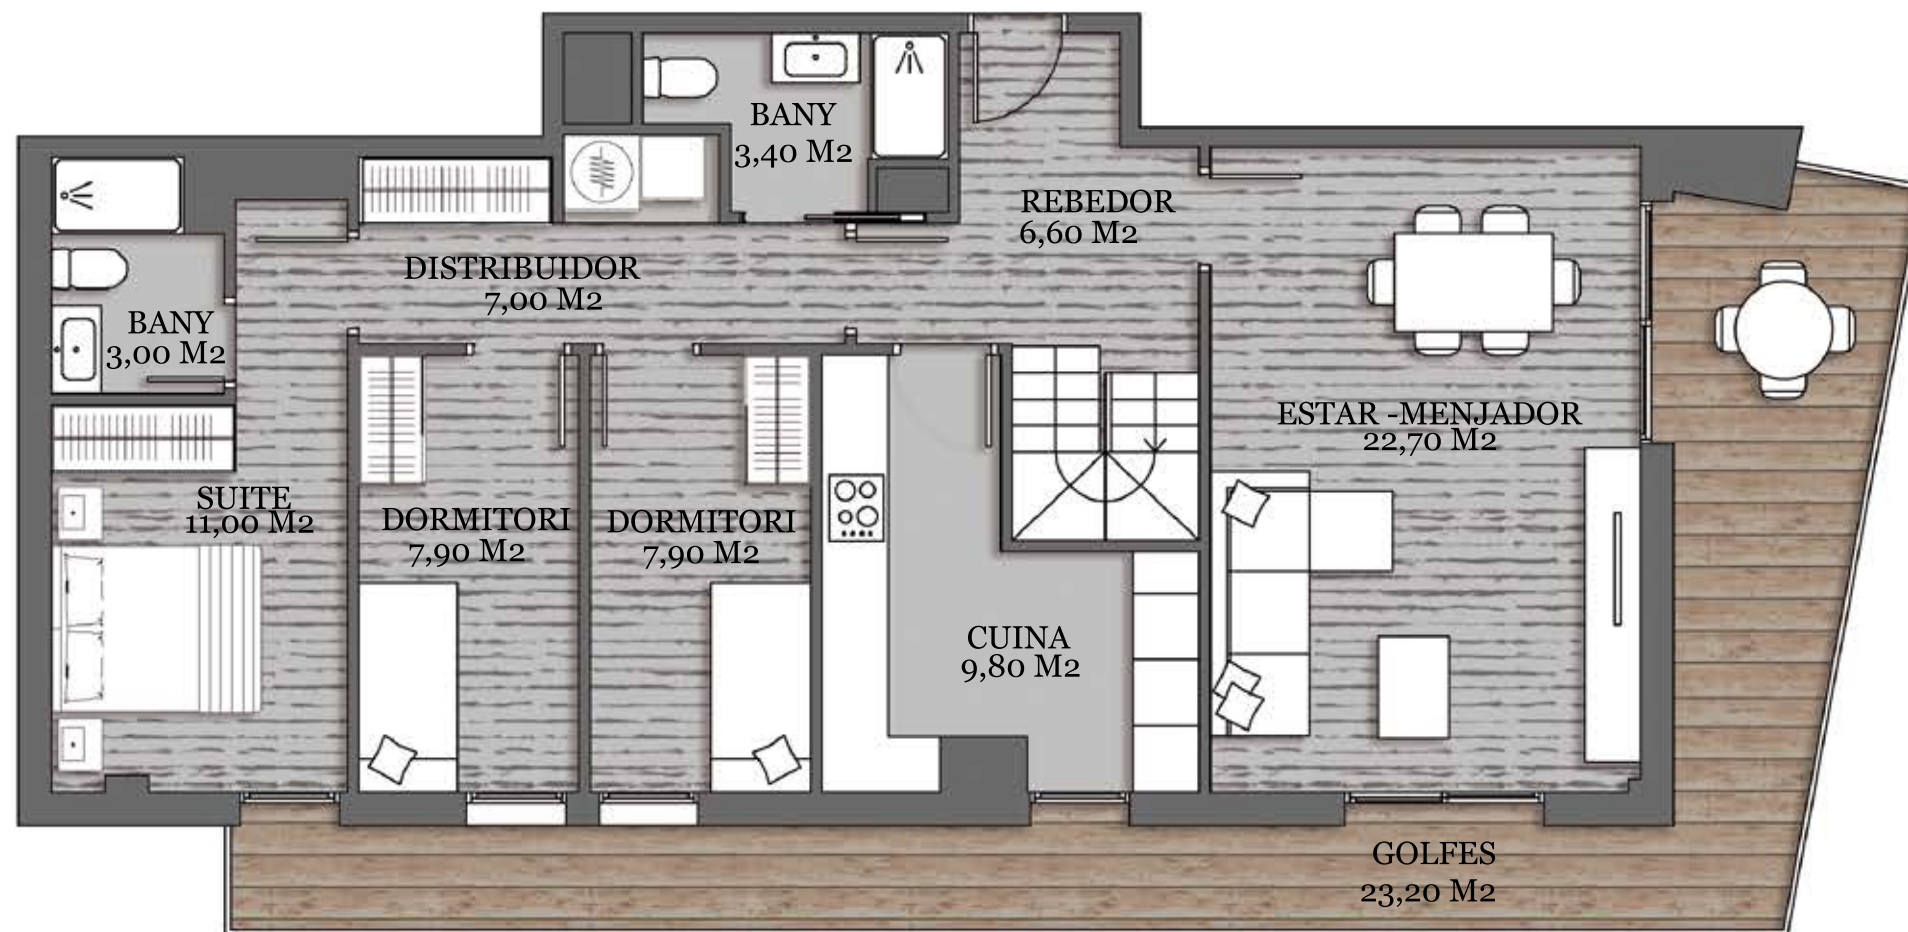 BANY
3,40 M2
REBEDOR
6,60 M2
DISTRIBUIDOR
7,00 M2
BANY
3,00 M2
ESTAR -MENJADOR
22,70 M2
SUITE
11,00 M2
DORMITORI
7,90 M2
DORMITORI
7,90 M2
CUINA
9,80 M2
GOLFES
23,20 M2